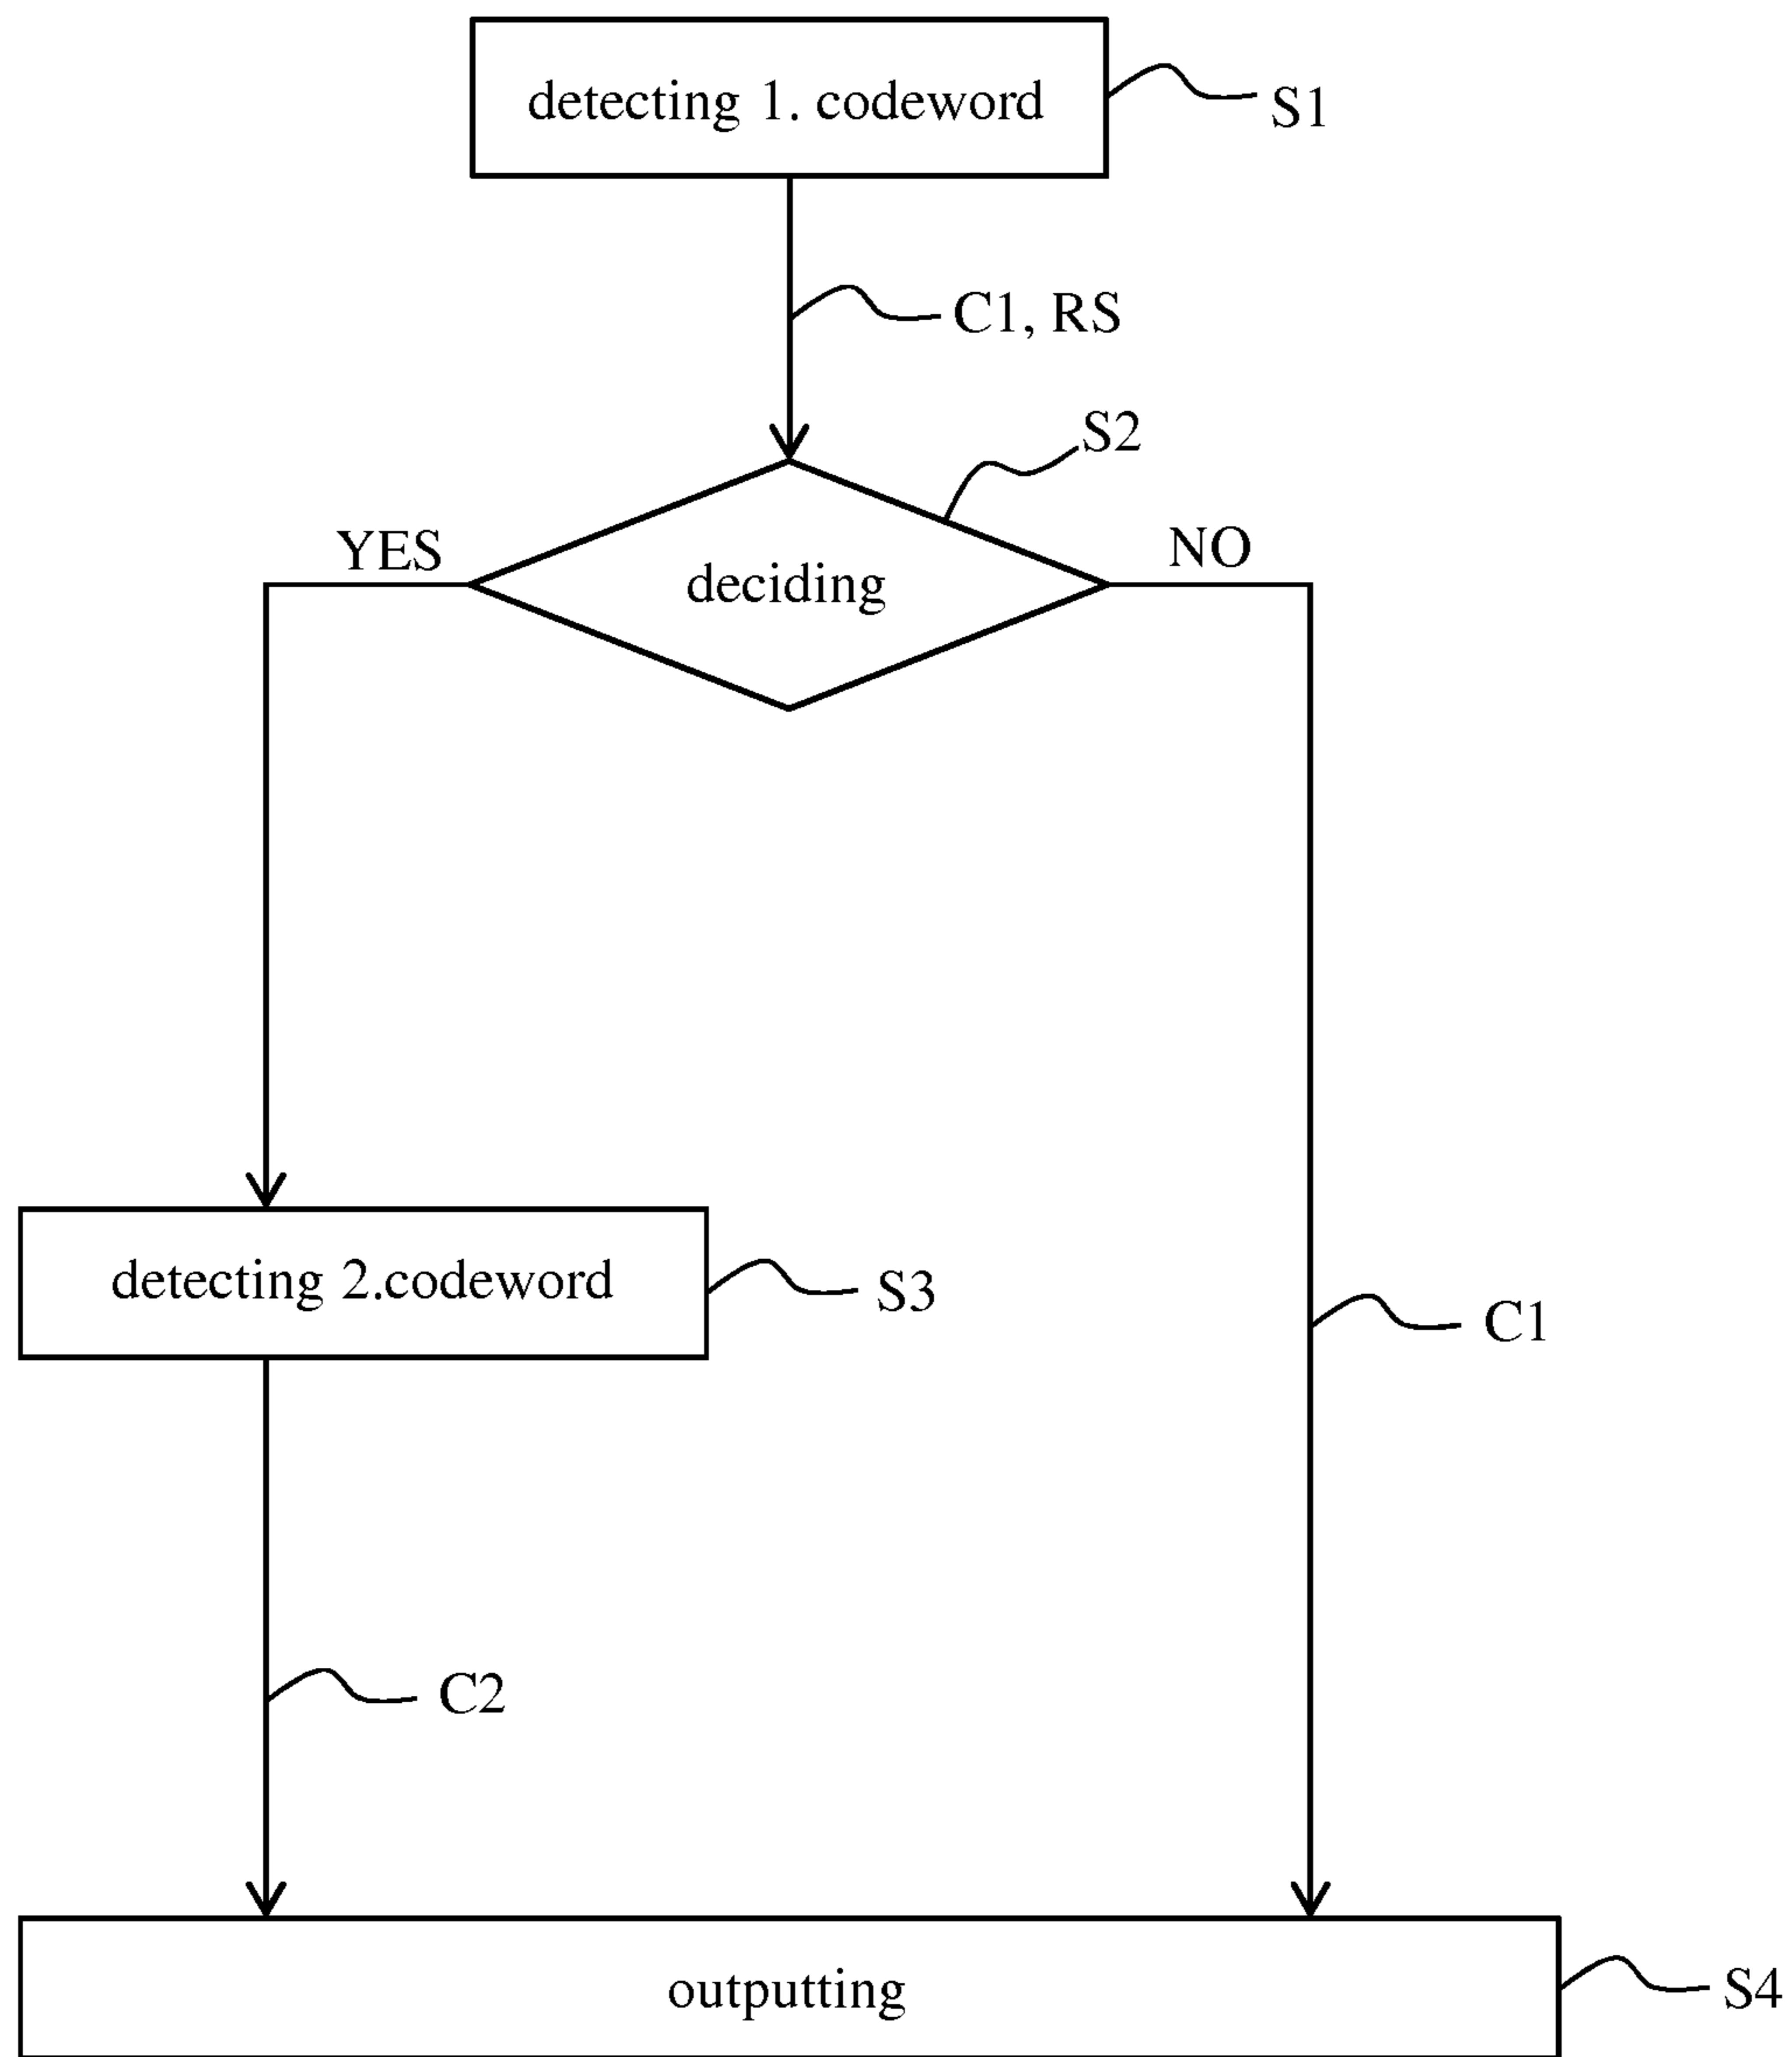 detecting 1. codeword
S1
C1, RS
S2
YES
NO
deciding
detecting 2.codeword
S3
C1
C2
outputting
S4